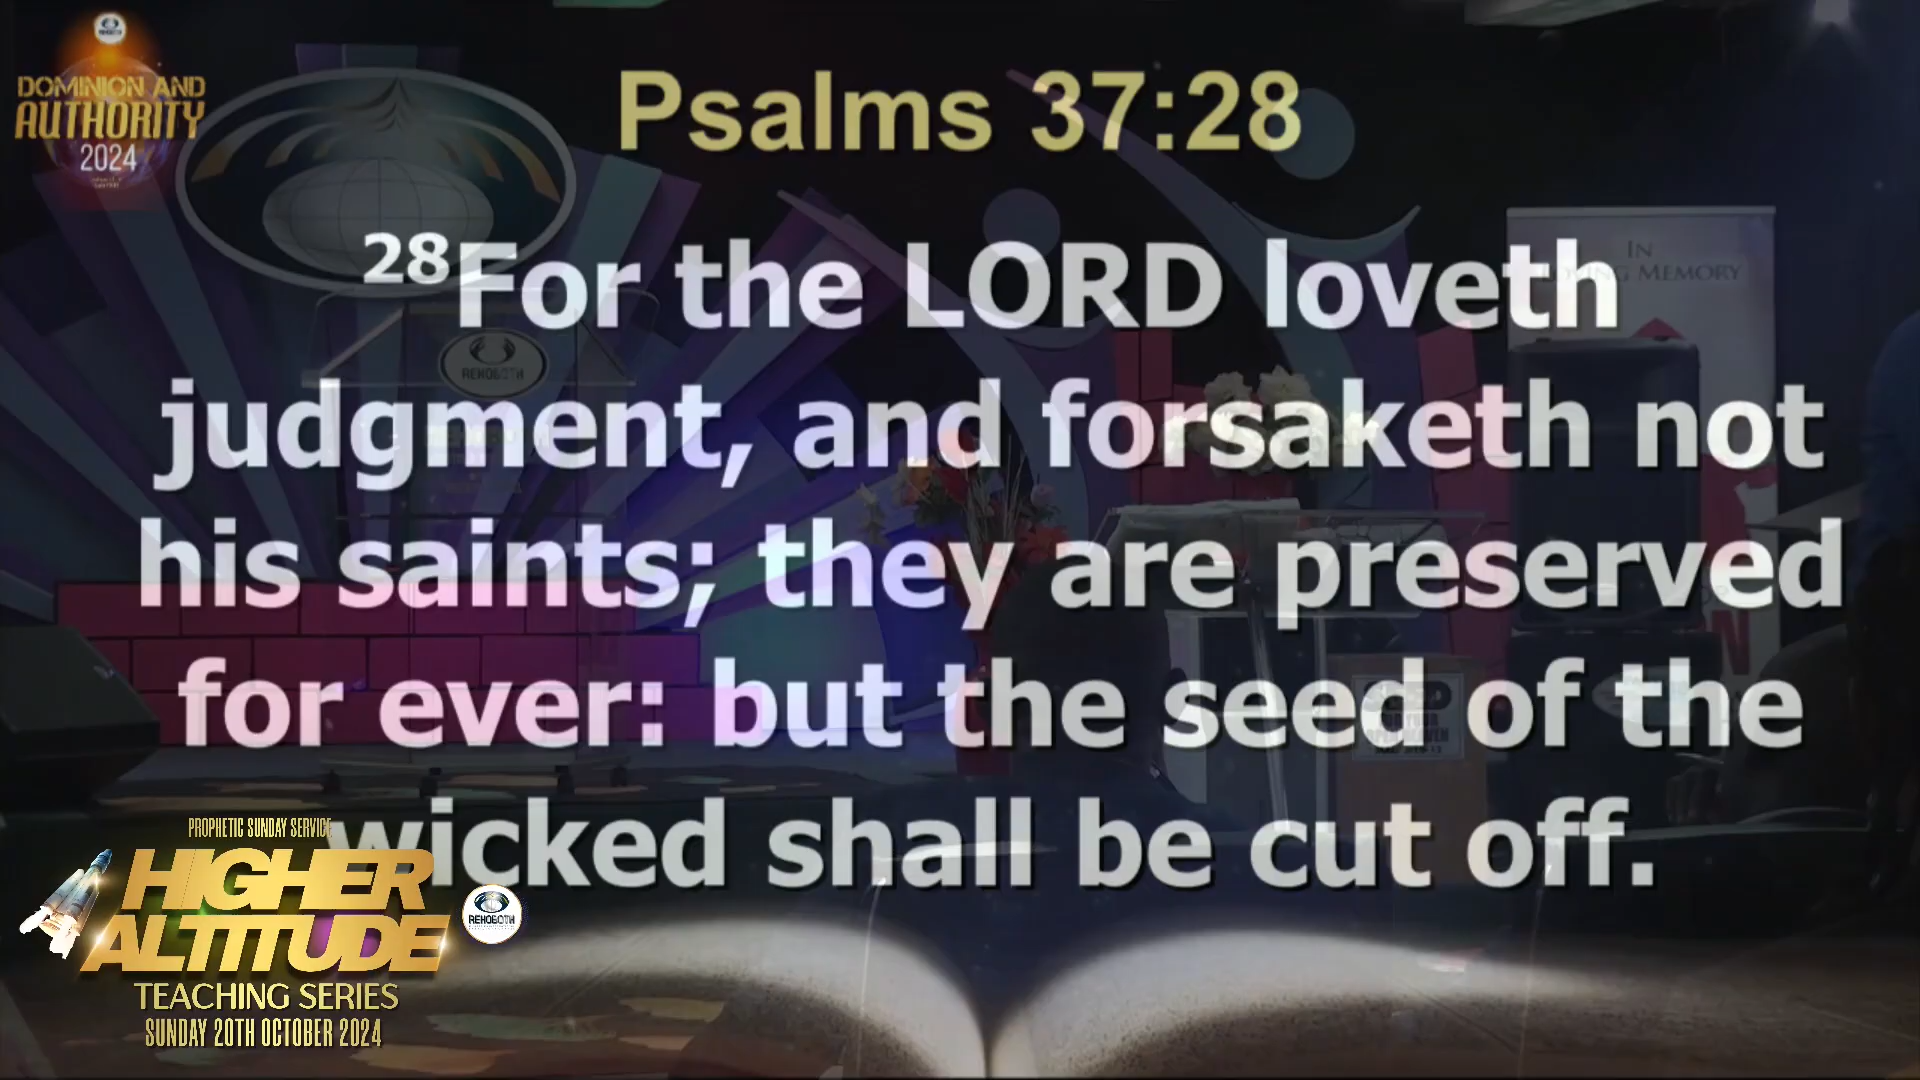 DOMINION AND
AUTHORITY
2024
Psalms 37:28
IN
LOVING MEMORY
28For the LORD loveth
judgment, and forsaketh not
his saints; they are preserved
for ever: but the seed of the
wicked shall be cut off.
REHOBOTH
PROPHETIC SUNDAY SERVICE
HIGHER
ALTITUDE
REHOBOTH
TEACHING SERIES
SUNDAY 20TH OCTOBER 2024